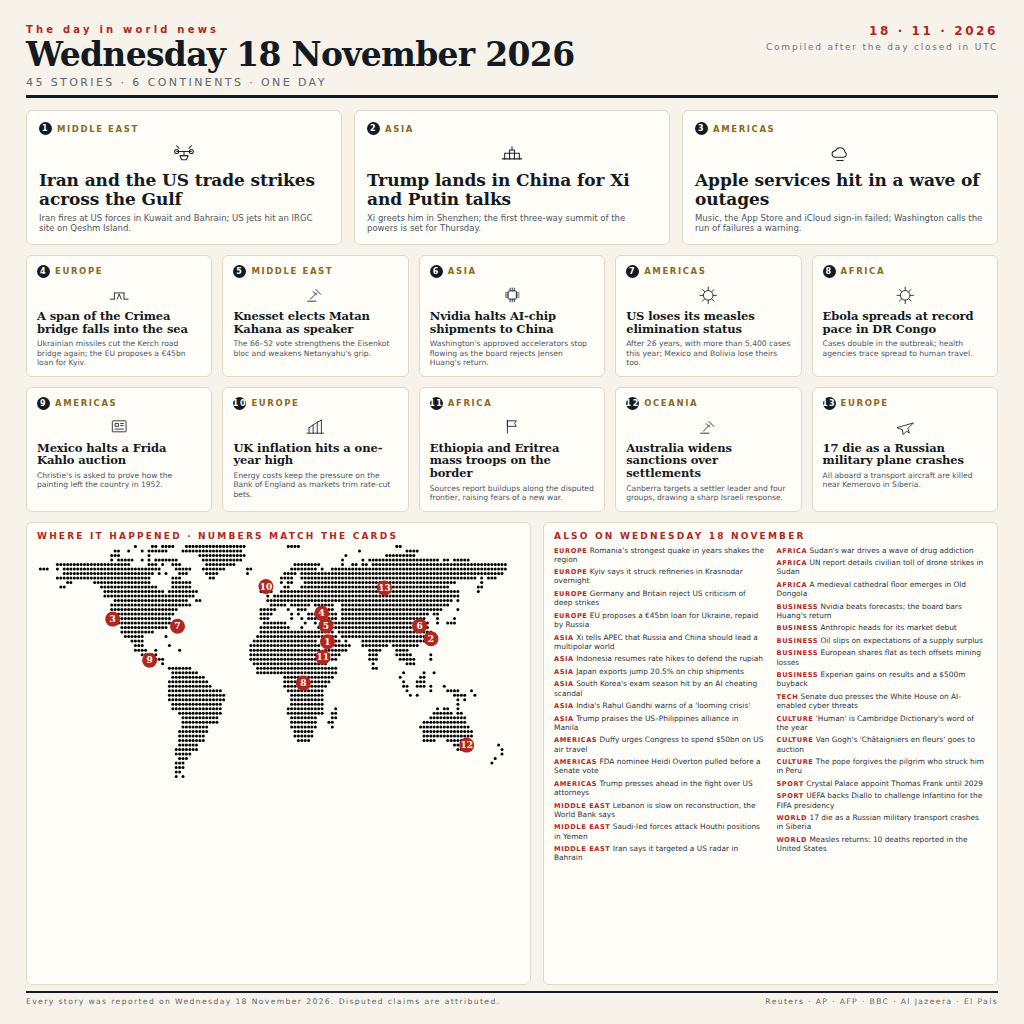 The day in world news
Wednesday 18 November 2026
45 STORIES · 6 CONTINENTS · ONE DAY
18 · 11 · 2026
Compiled after the day closed in UTC
1 MIDDLE EAST
Iran and the US trade strikes
across the Gulf
Iran fires at US forces in Kuwait and Bahrain; US jets hit an IRGC
site on Qeshm Island.
2 ASIA
Trump lands in China for Xi
and Putin talks
Xi greets him in Shenzhen; the first three-way summit of the
powers is set for Thursday.
3 AMERICAS
Apple services hit in a wave of
outages
Music, the App Store and iCloud sign-in failed; Washington calls the
run of failures a warning.
4 EUROPE
A span of the Crimea
bridge falls into the sea
Ukrainian missiles cut the Kerch road
bridge again; the EU proposes a €45bn
loan for Kyiv.
5 MIDDLE EAST
Knesset elects Matan
Kahana as speaker
The 66–52 vote strengthens the Eisenkot
bloc and weakens Netanyahu's grip.
6 ASIA
Nvidia halts AI-chip
shipments to China
Washington's approved accelerators stop
flowing as the board rejects Jensen
Huang's return.
7 AMERICAS
US loses its measles
elimination status
After 26 years, with more than 5,400 cases
this year; Mexico and Bolivia lose theirs
too.
8 AFRICA
Ebola spreads at record
pace in DR Congo
Cases double in the outbreak; health
agencies trace spread to human travel.
9 AMERICAS
Mexico halts a Frida
Kahlo auction
Christie's is asked to prove how the
painting left the country in 1952.
10 EUROPE
UK inflation hits a one-
year high
Energy costs keep the pressure on the
Bank of England as markets trim rate-cut
bets.
11 AFRICA
Ethiopia and Eritrea
mass troops on the
border
Sources report buildups along the disputed
frontier, raising fears of a new war.
12 OCEANIA
Australia widens
sanctions over
settlements
Canberra targets a settler leader and four
groups, drawing a sharp Israeli response.
13 EUROPE
17 die as a Russian
military plane crashes
All aboard a transport aircraft are killed
near Kemerovo in Siberia.
WHERE IT HAPPENED · NUMBERS MATCH THE CARDS
10
13
3
4
7
5
6
2
1
9
11
8
12
ALSO ON WEDNESDAY 18 NOVEMBER
EUROPE Romania's strongest quake in years shakes the
region
EUROPE Kyiv says it struck refineries in Krasnodar
overnight
EUROPE Germany and Britain reject US criticism of
deep strikes
EUROPE EU proposes a €45bn loan for Ukraine, repaid
by Russia
ASIA Xi tells APEC that Russia and China should lead a
multipolar world
ASIA Indonesia resumes rate hikes to defend the rupiah
ASIA Japan exports jump 20.5% on chip shipments
ASIA South Korea's exam season hit by an AI cheating
scandal
ASIA India's Rahul Gandhi warns of a 'looming crisis'
ASIA Trump praises the US–Philippines alliance in
Manila
AMERICAS Duffy urges Congress to spend $50bn on US
air travel
AMERICAS FDA nominee Heidi Overton pulled before a
Senate vote
AMERICAS Trump presses ahead in the fight over US
attorneys
MIDDLE EAST Lebanon is slow on reconstruction, the
World Bank says
MIDDLE EAST Saudi-led forces attack Houthi positions
in Yemen
MIDDLE EAST Iran says it targeted a US radar in
Bahrain
AFRICA Sudan's war drives a wave of drug addiction
AFRICA UN report details civilian toll of drone strikes in
Sudan
AFRICA A medieval cathedral floor emerges in Old
Dongola
BUSINESS Nvidia beats forecasts; the board bars
Huang's return
BUSINESS Anthropic heads for its market debut
BUSINESS Oil slips on expectations of a supply surplus
BUSINESS European shares flat as tech offsets mining
losses
BUSINESS Experian gains on results and a $500m
buyback
TECH Senate duo presses the White House on AI-
enabled cyber threats
CULTURE 'Human' is Cambridge Dictionary's word of
the year
CULTURE Van Gogh's 'Châtaigniers en fleurs' goes to
auction
CULTURE The pope forgives the pilgrim who struck him
in Peru
SPORT Crystal Palace appoint Thomas Frank until 2029
SPORT UEFA backs Diallo to challenge Infantino for the
FIFA presidency
WORLD 17 die as a Russian military transport crashes
in Siberia
WORLD Measles returns: 10 deaths reported in the
United States
Every story was reported on Wednesday 18 November 2026. Disputed claims are attributed.
Reuters · AP · AFP · BBC · Al Jazeera · El País